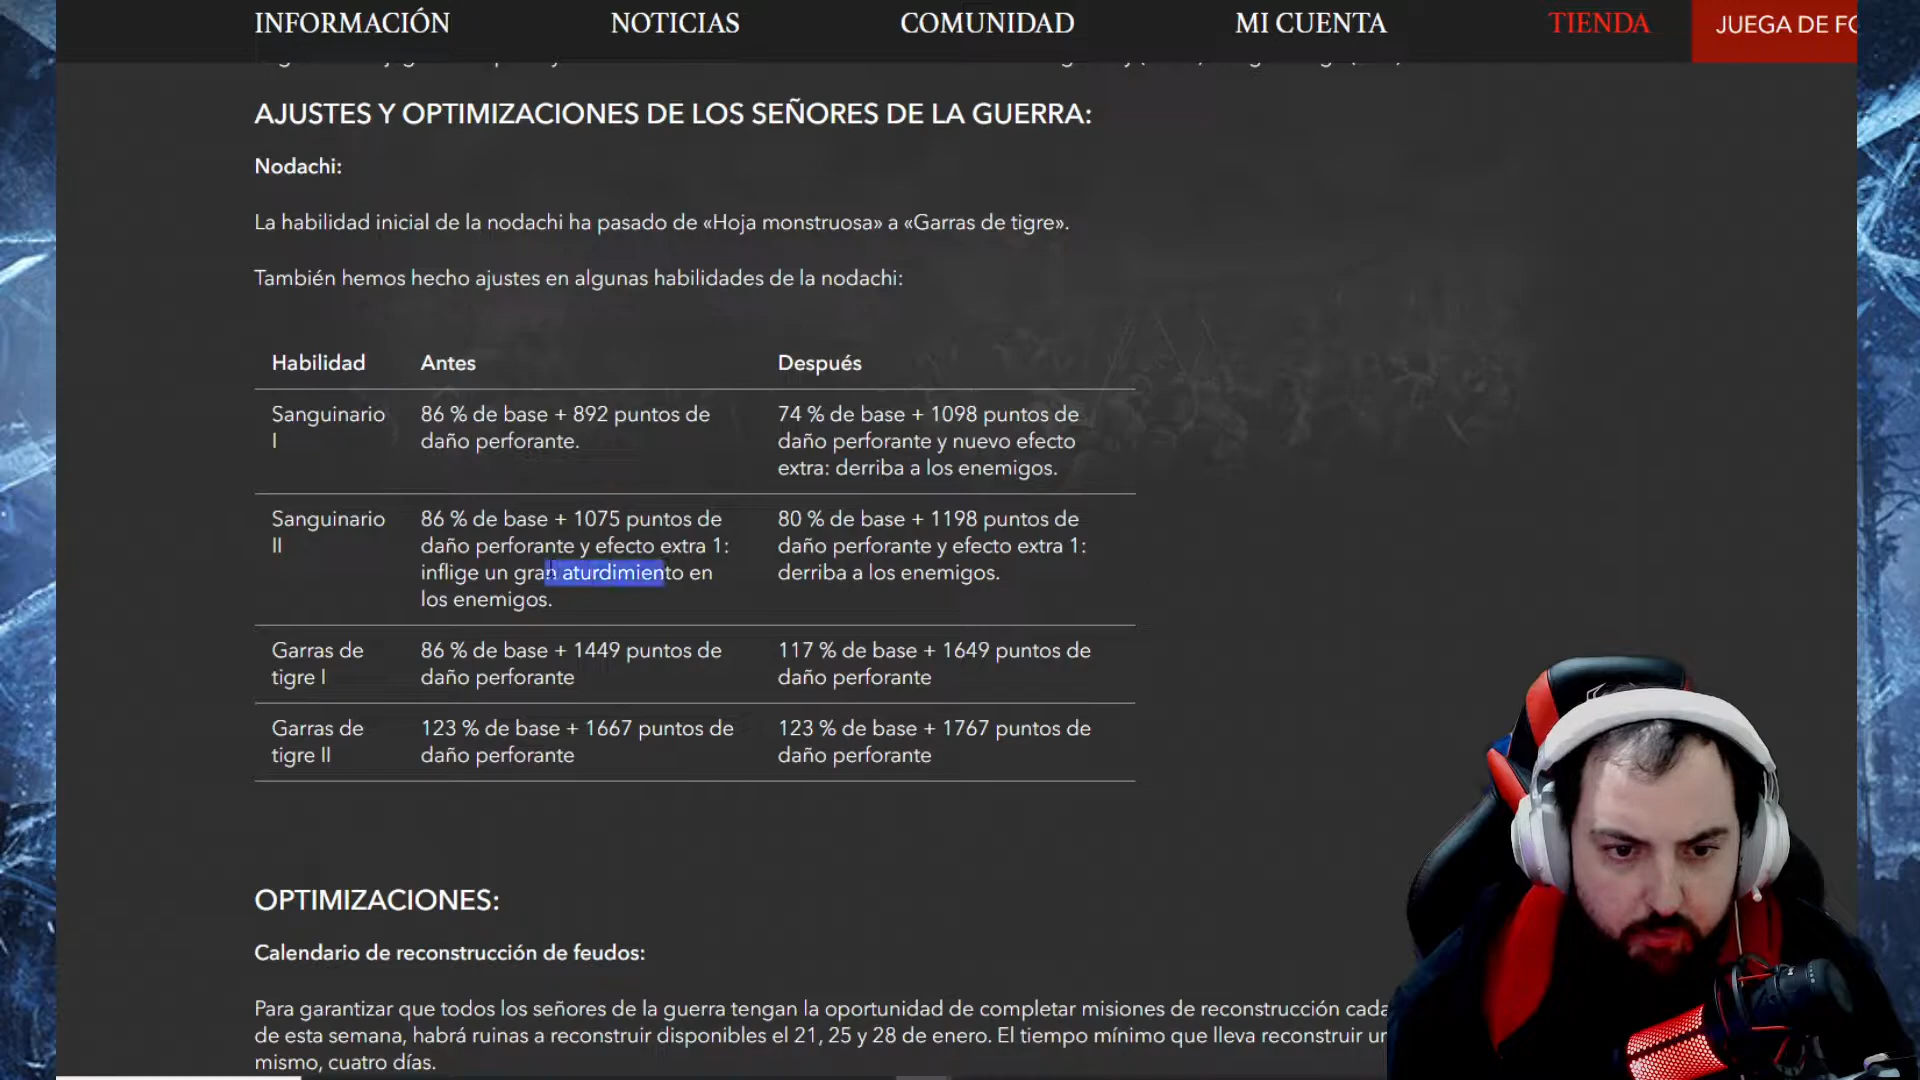 INFORMACIÓN NOTICIAS COMUNIDAD MI CUENTA TIENDA JUEGA DE FO
AJUSTES Y OPTIMIZACIONES DE LOS SEÑORES DE LA GUERRA:
Nodachi:
La habilidad inicial de la nodachi ha pasado de «Hoja monstruosa» a «Garras de tigre».
También hemos hecho ajustes en algunas habilidades de la nodachi:
Habilidad Antes Después
Sanguinario
I
86 % de base + 892 puntos de
daño perforante.
74 % de base + 1098 puntos de
daño perforante y nuevo efecto
extra: derriba a los enemigos.
Sanguinario
II
86 % de base + 1075 puntos de
daño perforante y efecto extra 1:
inflige un gran aturdimiento en
los enemigos.
80 % de base + 1198 puntos de
daño perforante y efecto extra 1:
derriba a los enemigos.
Garras de
tigre I
86 % de base + 1449 puntos de
daño perforante
117 % de base + 1649 puntos de
daño perforante
Garras de
tigre II
123 % de base + 1667 puntos de
daño perforante
123 % de base + 1767 puntos de
daño perforante
OPTIMIZACIONES:
Calendario de reconstrucción de feudos:
Para garantizar que todos los señores de la guerra tengan la oportunidad de completar misiones de reconstrucción cada
de esta semana, habrá ruinas a reconstruir disponibles el 21, 25 y 28 de enero. El tiempo mínimo que lleva reconstruir
mismo, cuatro días.